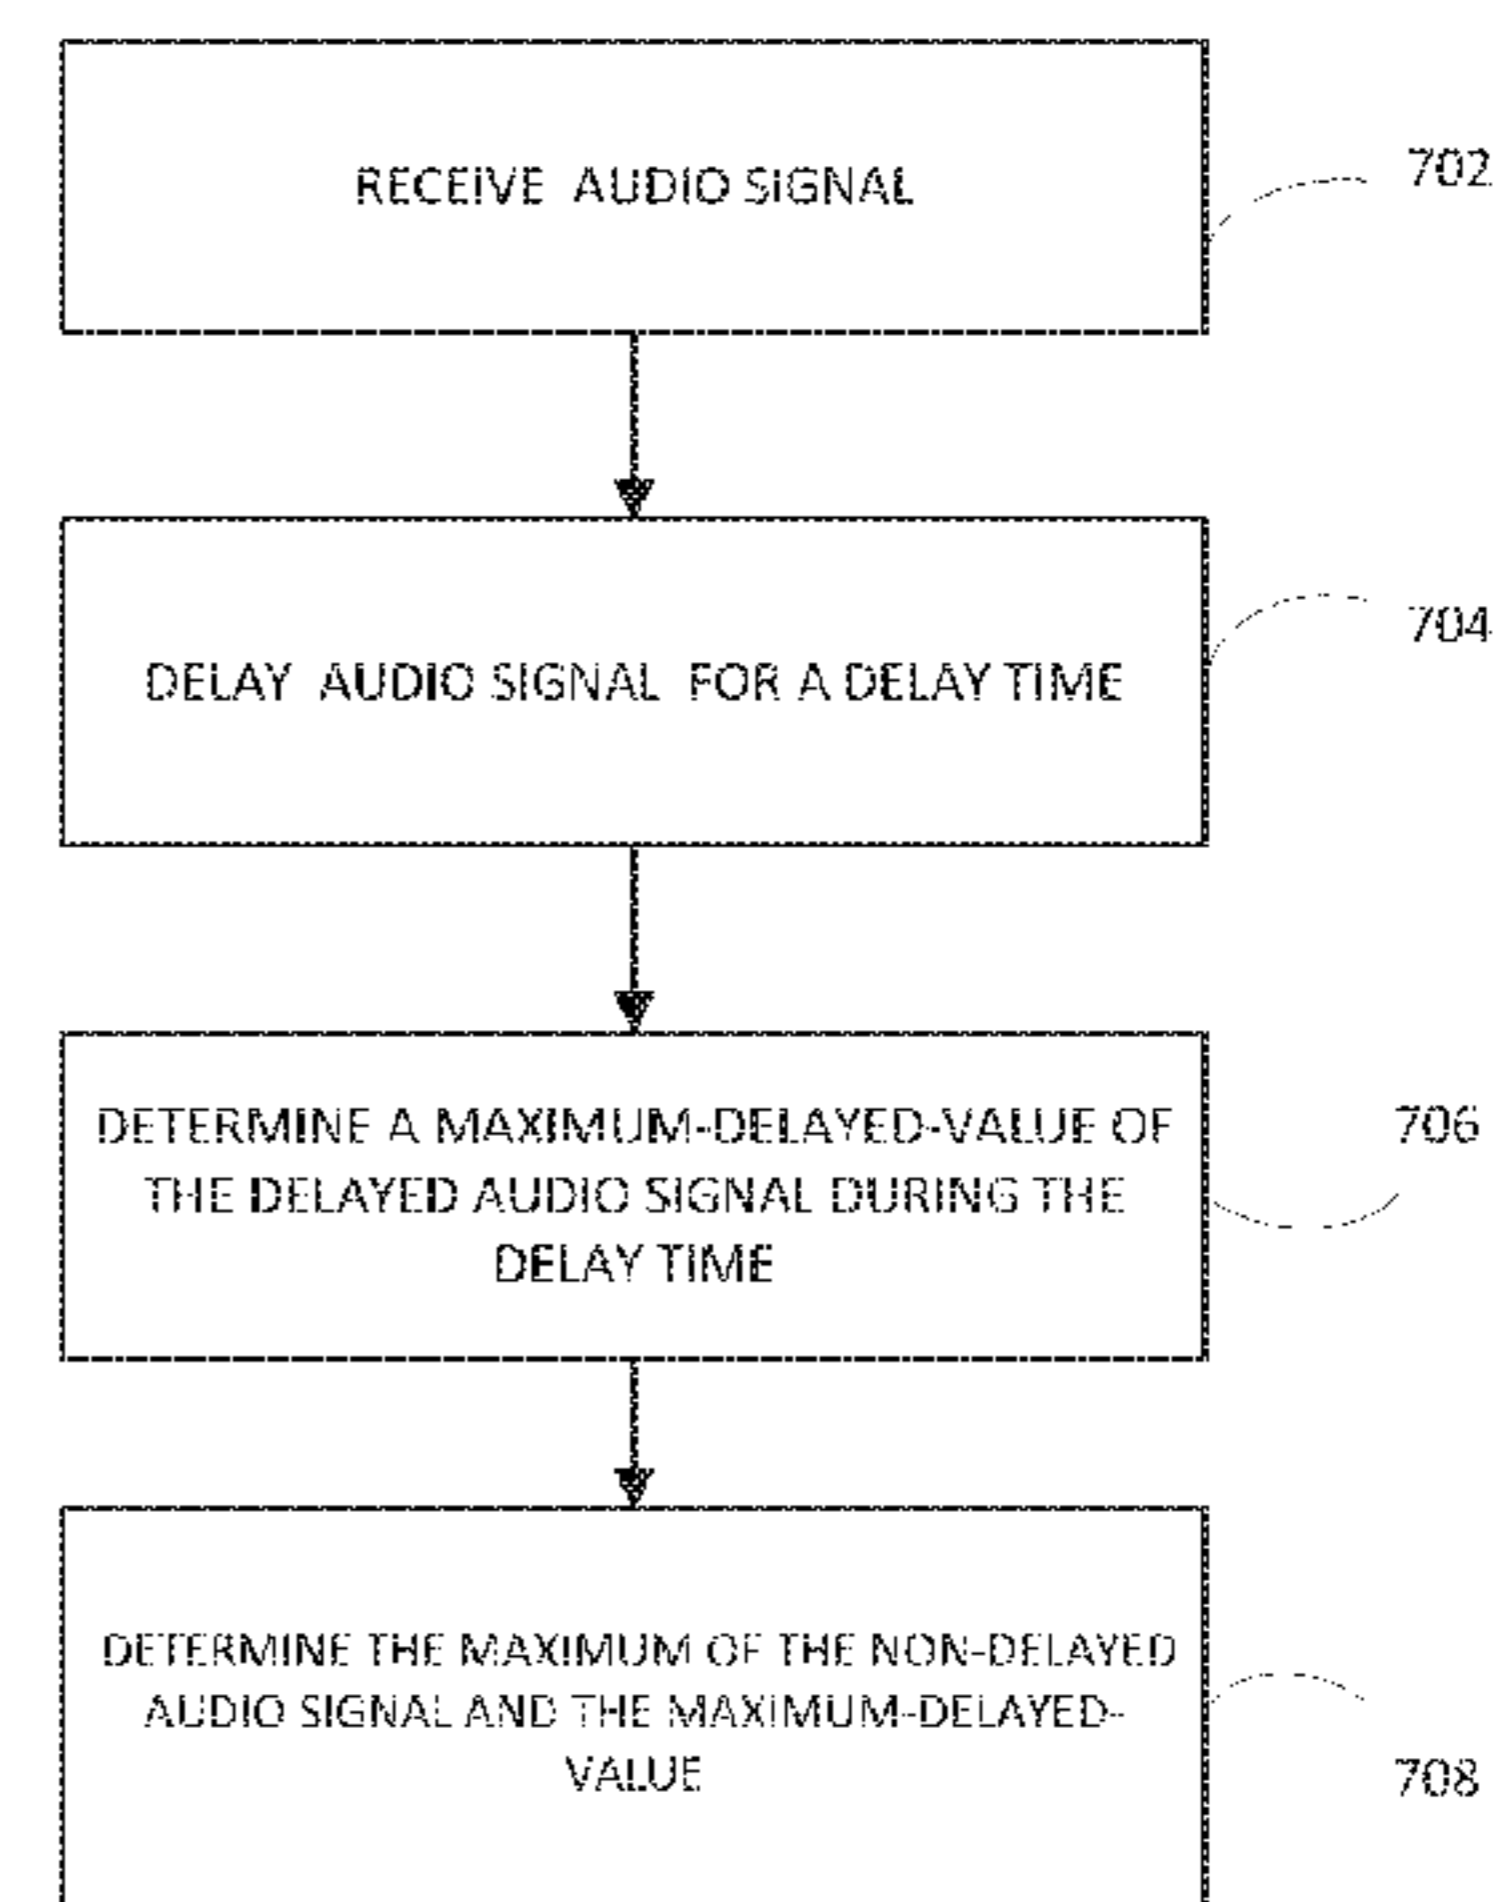 RECEIVE AUDIO SIGNAL
702
DELAY AUDIO SIGNAL FOR A DELAY TIME
704
DETERMINE A MAXIMUM-DELAYED-VALUE OF
THE DELAYED AUDIO SIGNAL DURING THE
DELAY TIME
706
DETERMINE THE MAXIMUM OF THE NON-DELAYED
AUDIO SIGNAL AND THE MAXIMUM-DELAYED-
VALUE
708